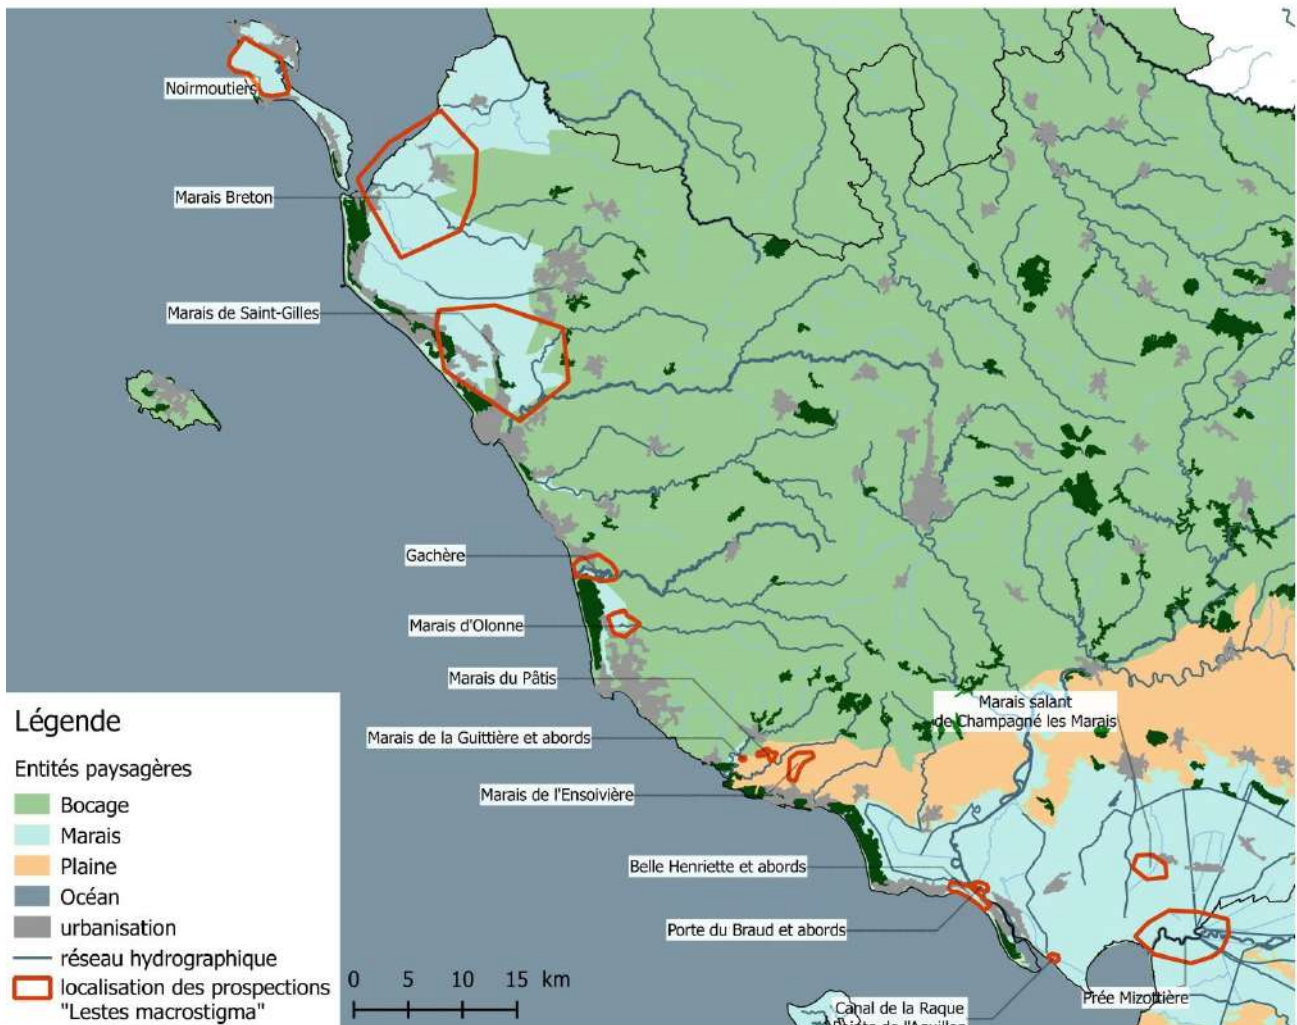 Noirmoutiers
Marais Breton
Marais de Saint-Gilles
Gachère
Marais d'Olonne
Marais du Pâtis
Marais salant
de Champagné les Marais
Marais de la Guittière et abords
Marais de l'Ensoivière
Belle Henriette et abords
Porte du Braud et abords
Prée Mizottière
Canal de la Raque
Légende
Entités paysagères
Bocage
Marais
Plaine
Océan
urbanisation
réseau hydrographique
localisation des prospections
"Lestes macrostigma"
0 5 10 15 km